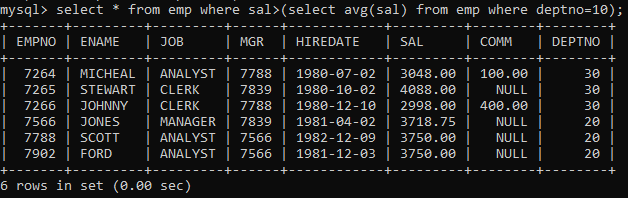 mysql> select * from emp where sal>(select avg(sal) from emp where deptno=10);
+-------+---------+---------+------+------------+---------+--------+--------+
| EMPNO | ENAME | JOB | MGR | HIREDATE | SAL | COMM | DEPTNO |
+-------+---------+---------+------+------------+---------+--------+--------+
| 7264 | MICHEAL | ANALYST | 7788 | 1980-07-02 | 3048.00 | 100.00 | 30 |
| 7265 | STEWART | CLERK | 7839 | 1980-10-02 | 4088.00 | NULL | 30 |
| 7266 | JOHNNY | CLERK | 7788 | 1980-12-10 | 2998.00 | 400.00 | 30 |
| 7566 | JONES | MANAGER | 7839 | 1981-04-02 | 3718.75 | NULL | 20 |
| 7788 | SCOTT | ANALYST | 7566 | 1982-12-09 | 3750.00 | NULL | 20 |
| 7902 | FORD | ANALYST | 7566 | 1981-12-03 | 3750.00 | NULL | 20 |
+-------+---------+---------+------+------------+---------+--------+--------+
6 rows in set (0.00 sec)